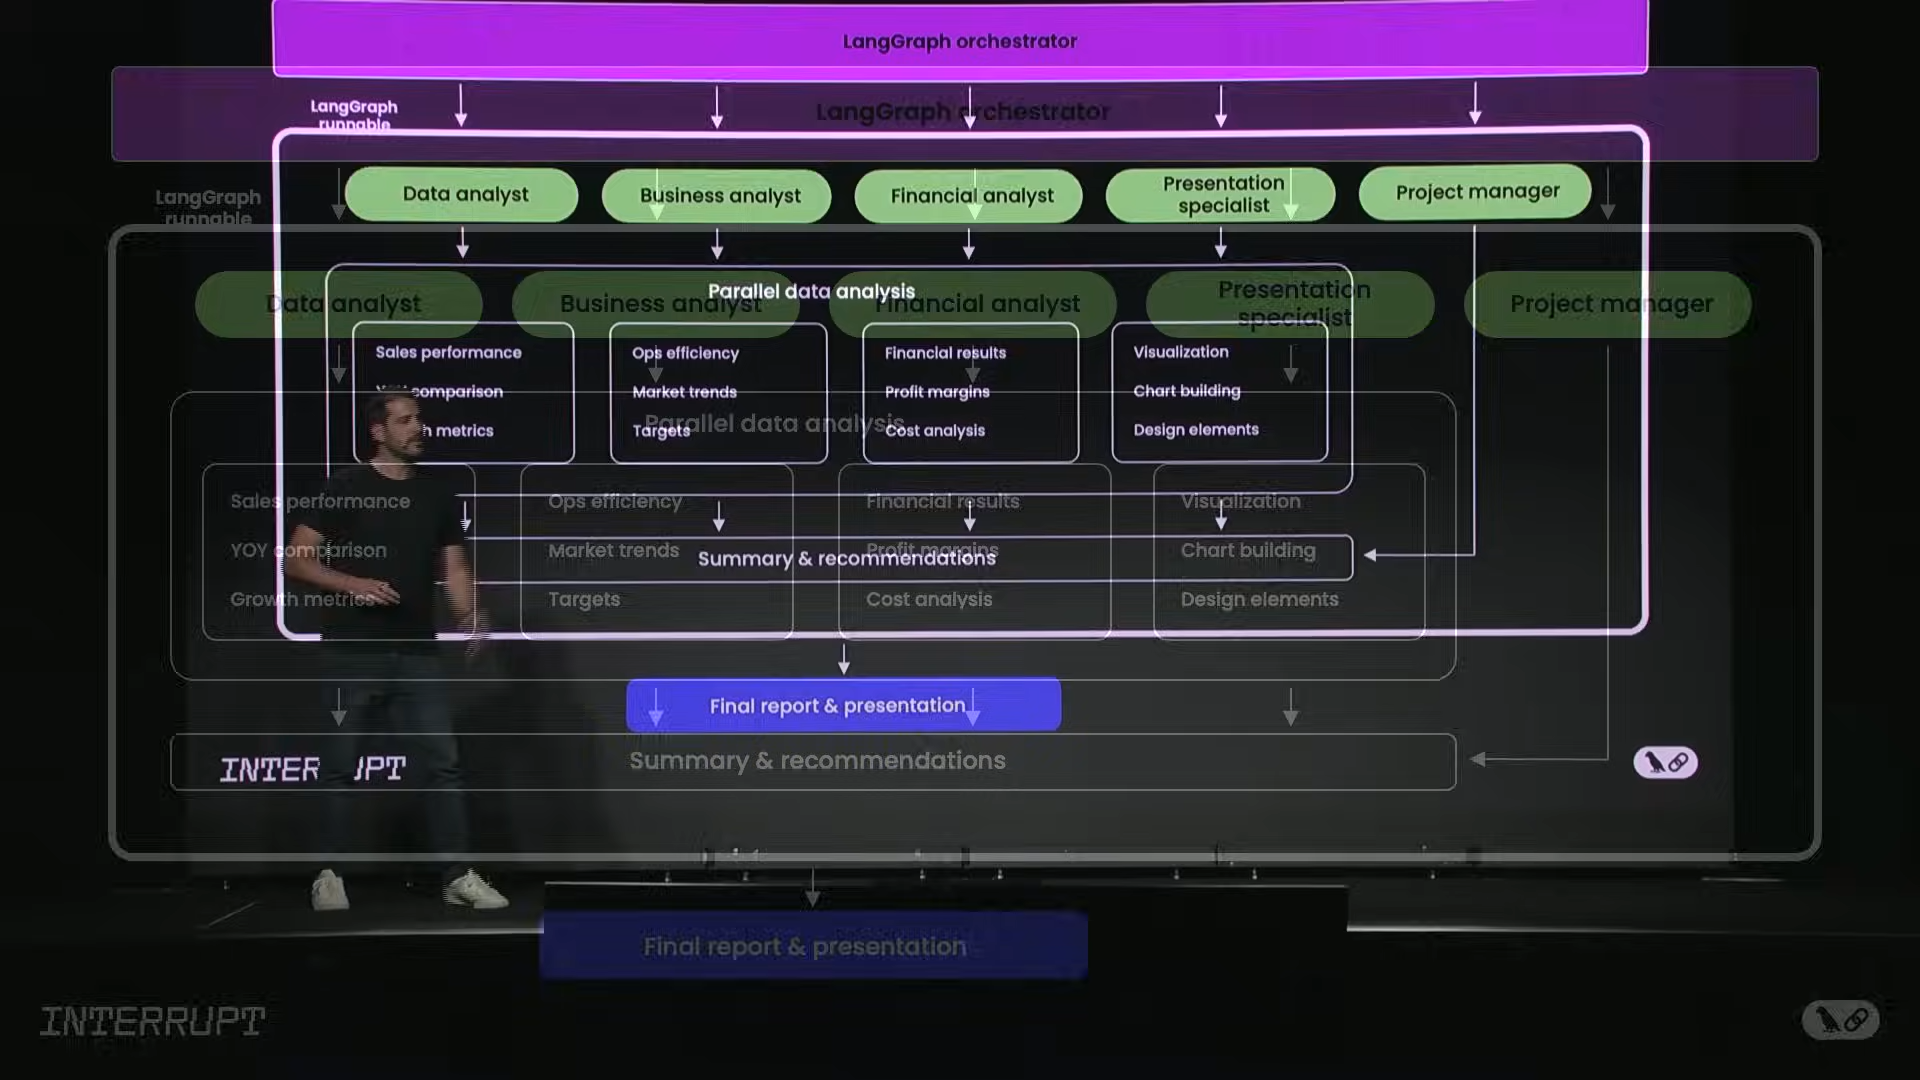 LangGraph orchestrator
LangGraph
runnable
Data analyst
Business analyst
Financial analyst
Presentation
specialist
Project manager
Parallel data analysis
Sales performance
comparison
metrics
Ops efficiency
Market trends
Targets
Financial results
Profit margins
Cost analysis
Visualization
Chart building
Design elements
Summary & recommendations
Final report & presentation
INTERRUPT
LangGraph orchestrator
LangGraph
runnable
Data analyst
Business analyst
Financial analyst
Presentation
specialist
Project manager
Parallel data analysis
Sales performance
YOY comparison
Growth metrics
Ops efficiency
Market trends
Targets
Financial results
Profit margins
Cost analysis
Visualization
Chart building
Design elements
Summary & recommendations
Final report & presentation
INTERRUPT